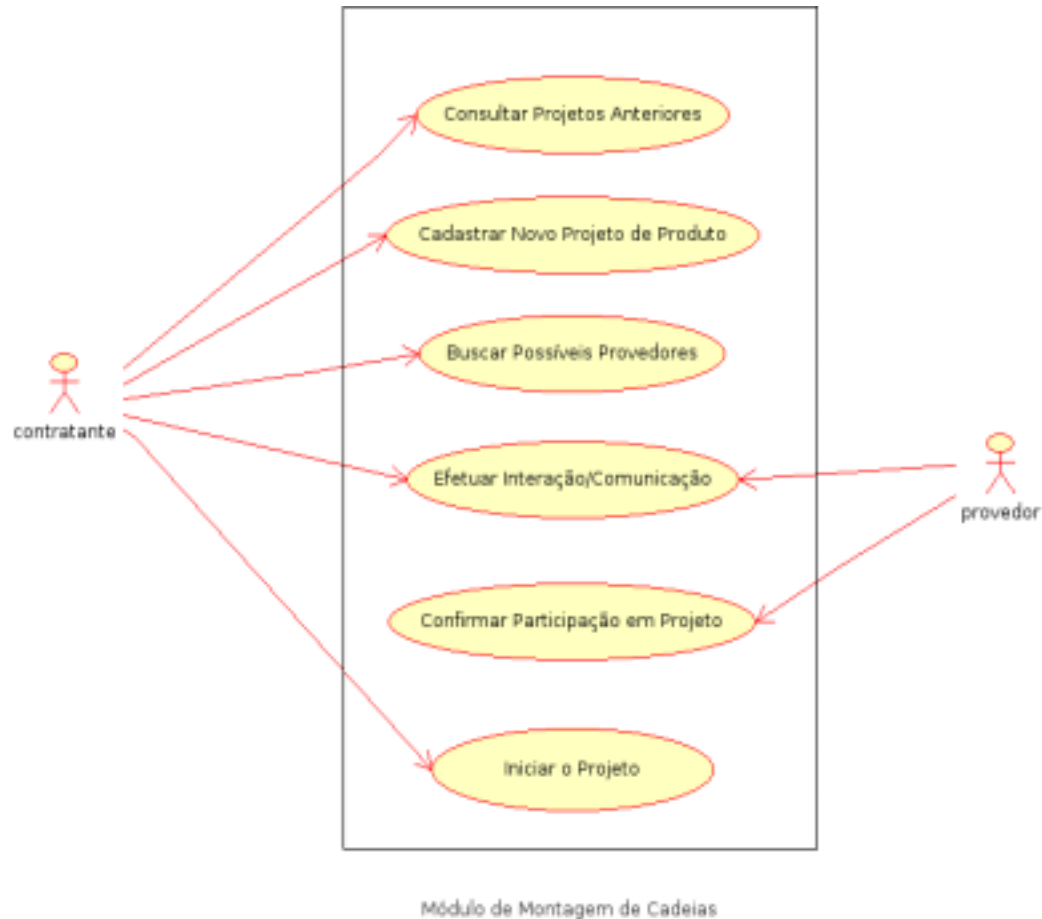 Consultar Projetos Anteriores
Cadastrar Novo Projeto de Produto
Buscar Possíveis Provedores
contratante
Efetuar Interação/Comunicação
provedor
Confirmar Participação em Projeto
Iniciar o Projeto
Módulo de Montagem de Cadeias